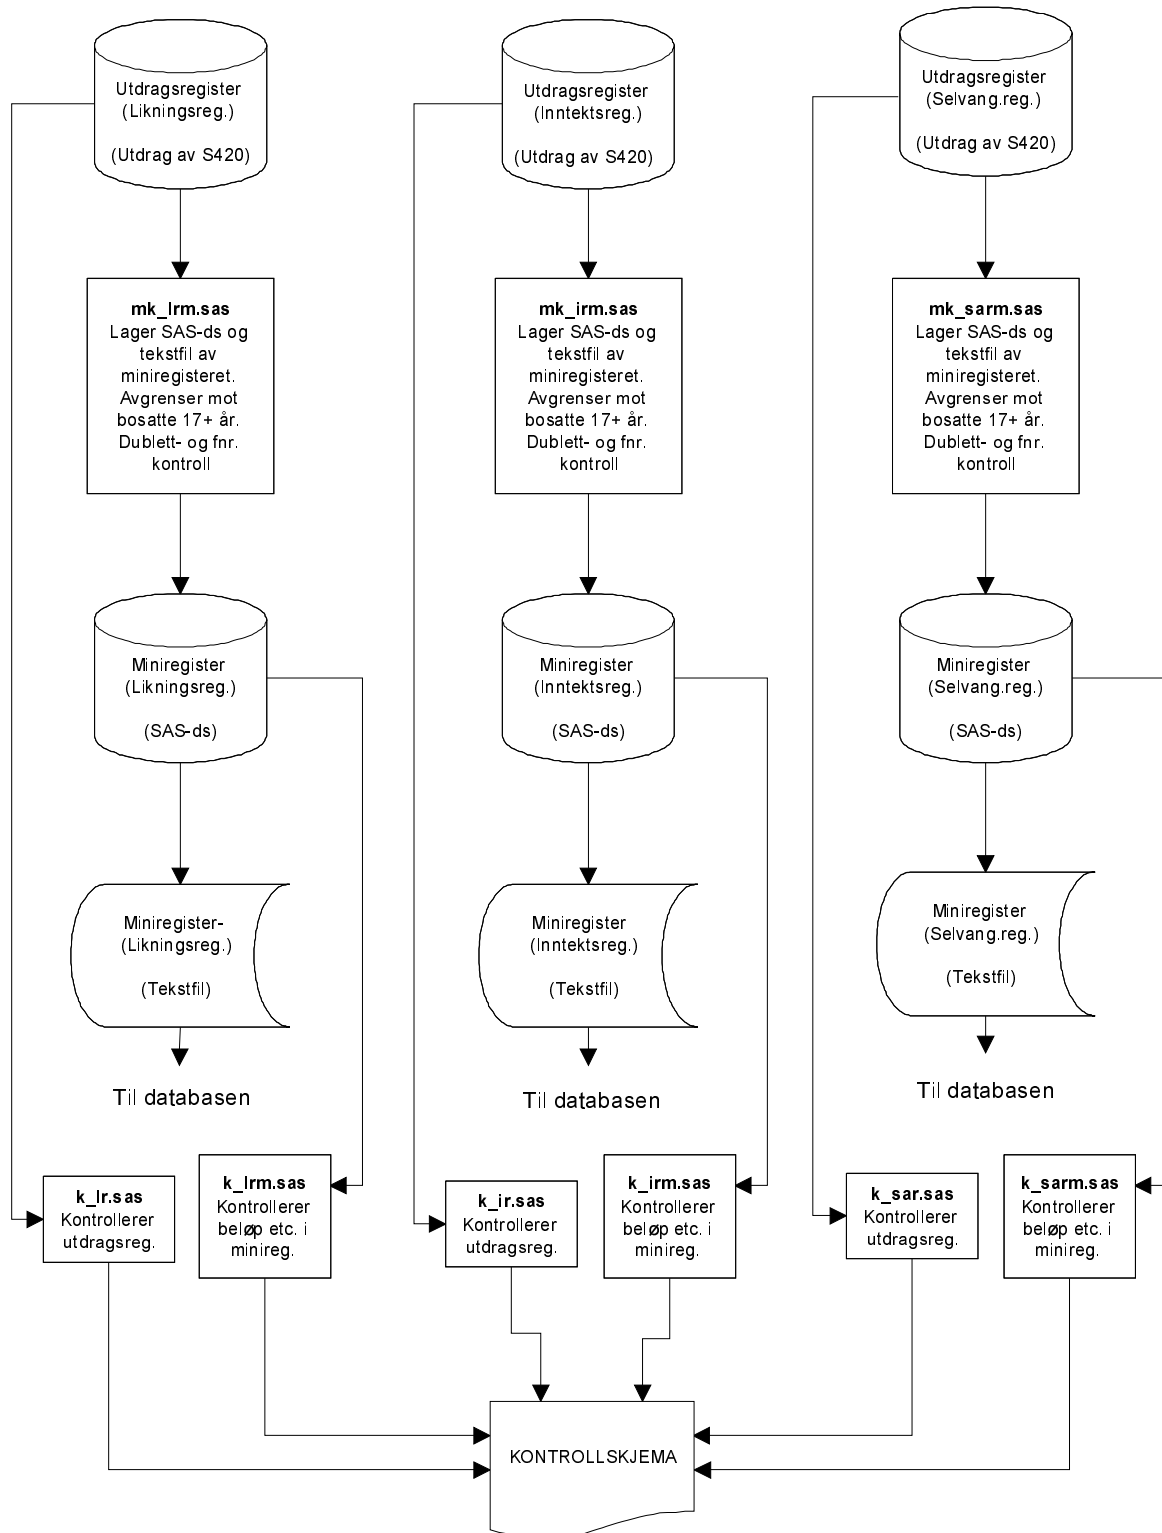 Utdragsregister
(Likningsreg.)
(Utdrag av S420)
Utdragsregister
(Inntektsreg.)
(Utdrag av S420)
Utdragsregister
(Selvang.reg.)
(Utdrag av S420)
mk_lrm.sas
Lager SAS-ds og
tekstfil av
miniregisteret.
Avgrenser mot
bosatte 17+ år.
Dublett- og fnr.
kontroll
mk_irm.sas
Lager SAS-ds og
tekstfil av
miniregisteret.
Avgrenser mot
bosatte 17+ år.
Dublett- og fnr.
kontroll
mk_sarm.sas
Lager SAS-ds og
tekstfil av
miniregisteret.
Avgrenser mot
bosatte 17+ år.
Dublett- og fnr.
kontroll
Miniregister
(Likningsreg.)
(SAS-ds)
Miniregister
(Inntektsreg.)
(SAS-ds)
Miniregister
(Selvang.reg.)
(SAS-ds)
Miniregister-
(Likningsreg.)
(Tekstfil)
Miniregister
(Inntektsreg.)
(Tekstfil)
Miniregister
(Selvang.reg.)
(Tekstfil)
Til databasen
Til databasen
Til databasen
k_lr.sas
Kontrollerer
utdragsreg.
k_lrm.sas
Kontrollerer
beløp etc. i
minireg.
k_ir.sas
Kontrollerer
utdragsreg.
k_irm.sas
Kontrollerer
beløp etc. i
minireg.
k_sar.sas
Kontrollerer
utdragsreg.
k_sarm.sas
Kontrollerer
beløp etc. i
minireg.
KONTROLLSKJEMA